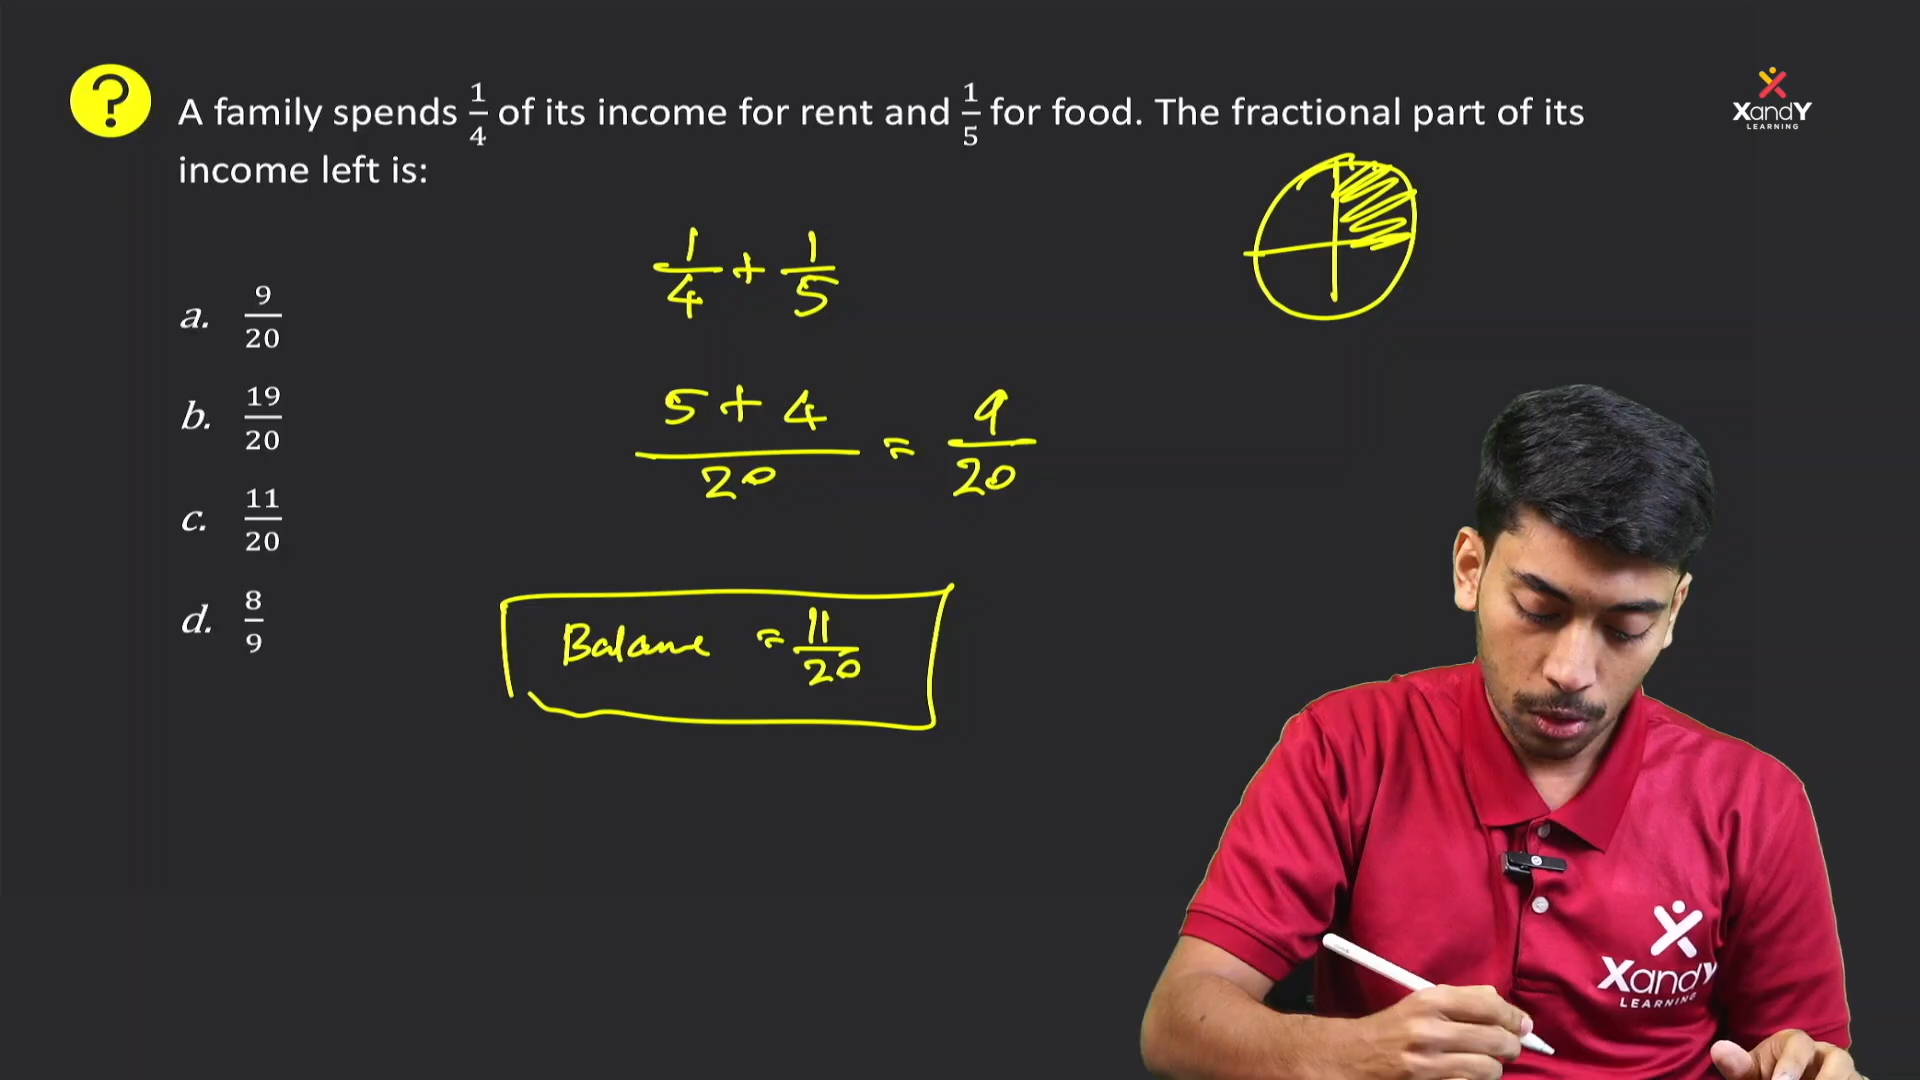 ?
A family spends 1/4 of its income for rent and 1/5 for food. The fractional part of its
income left is:
XandY
LEARNING
a. 9/20
b. 19/20
c. 11/20
d. 8/9
1/4 + 1/5
5 + 4 / 20 = 9/20
Balance = 11/20
XandY
LEARNING